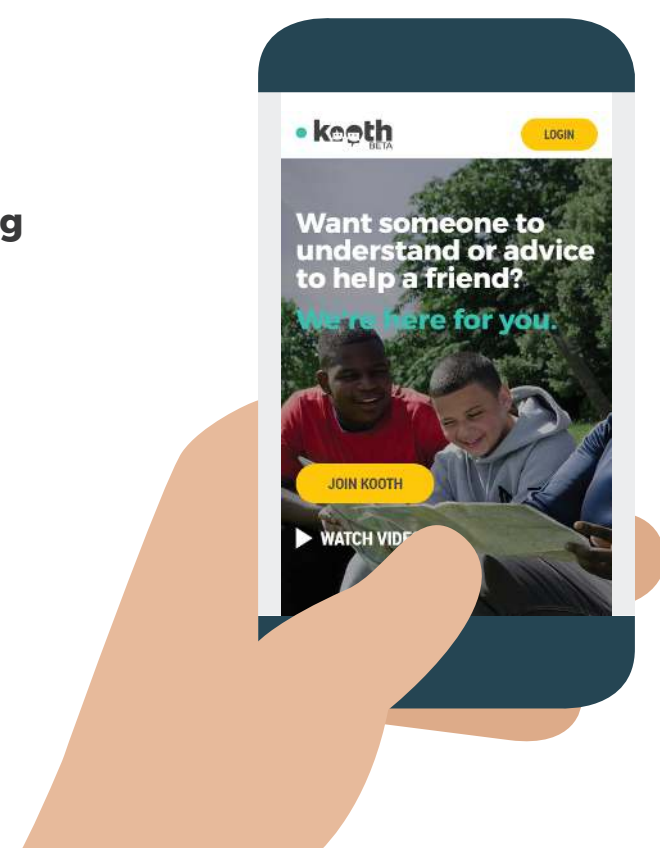 g
kooth
BETA
LOGIN
Want someone to
understand or advice
to help a friend?
We're here for you.
JOIN KOOTH
WATCH